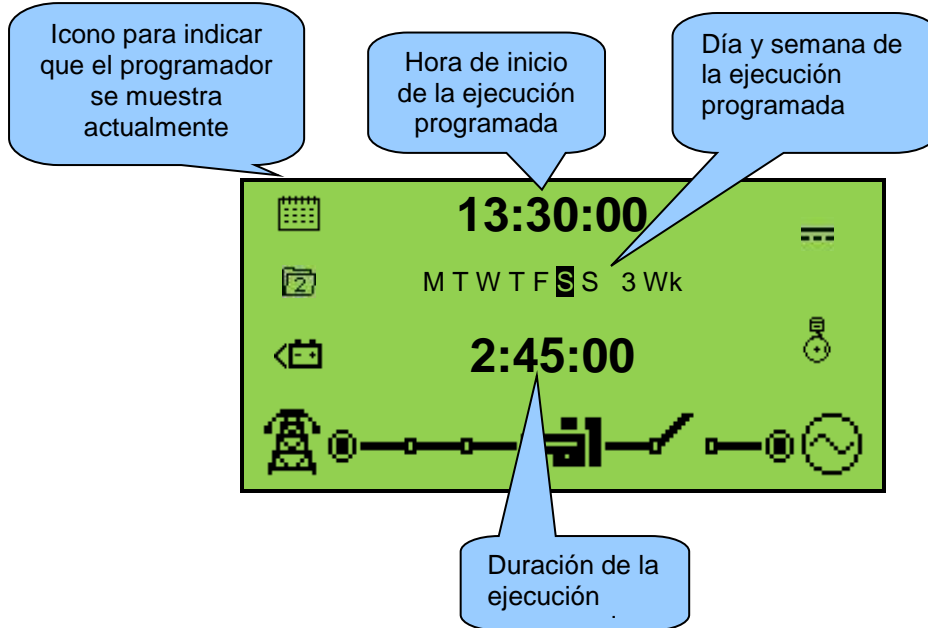 Icono para indicar
que el programador
se muestra
actualmente
Hora de inicio
de la ejecución
programada
Día y semana de
la ejecución
programada
13:30:00
M T W T F S S 3 Wk
2
2:45:00
Duración de la
ejecución